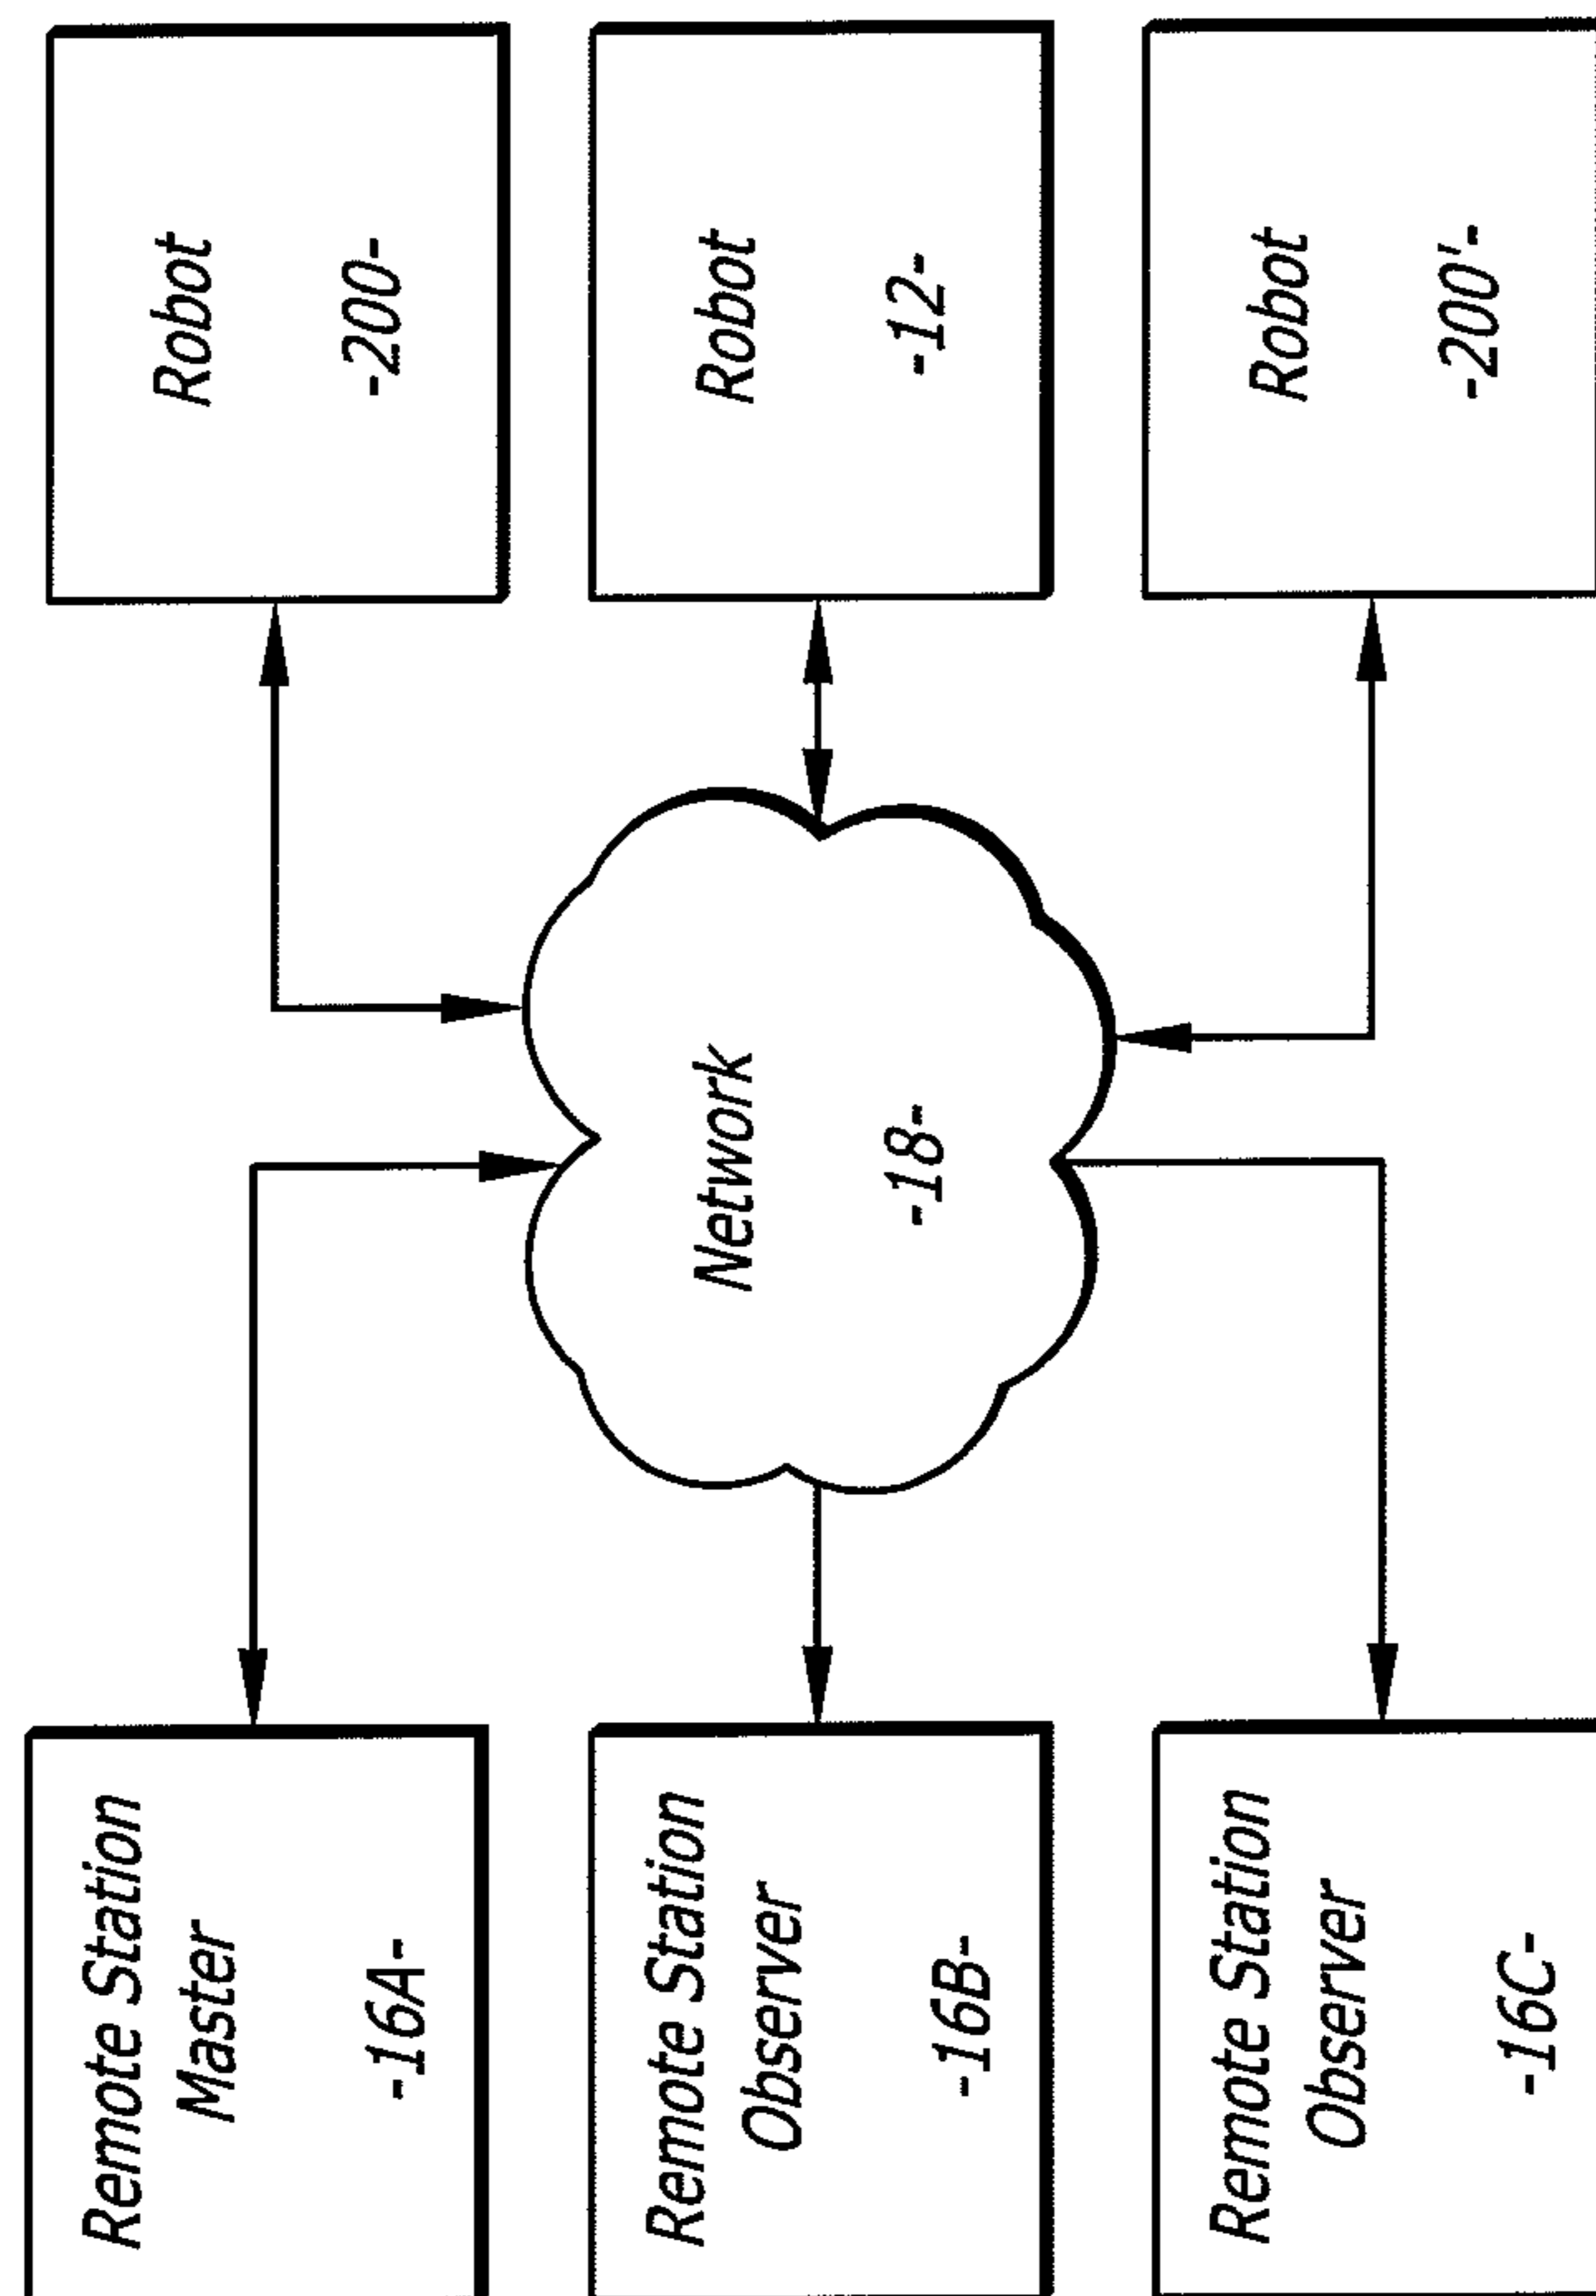 Remote Station
Master
-16A-
Remote Station
Observer
-16B-
Remote Station
Observer
-16C-
Network
-18-
Robot
-200-
Robot
-12-
Robot
-200'-